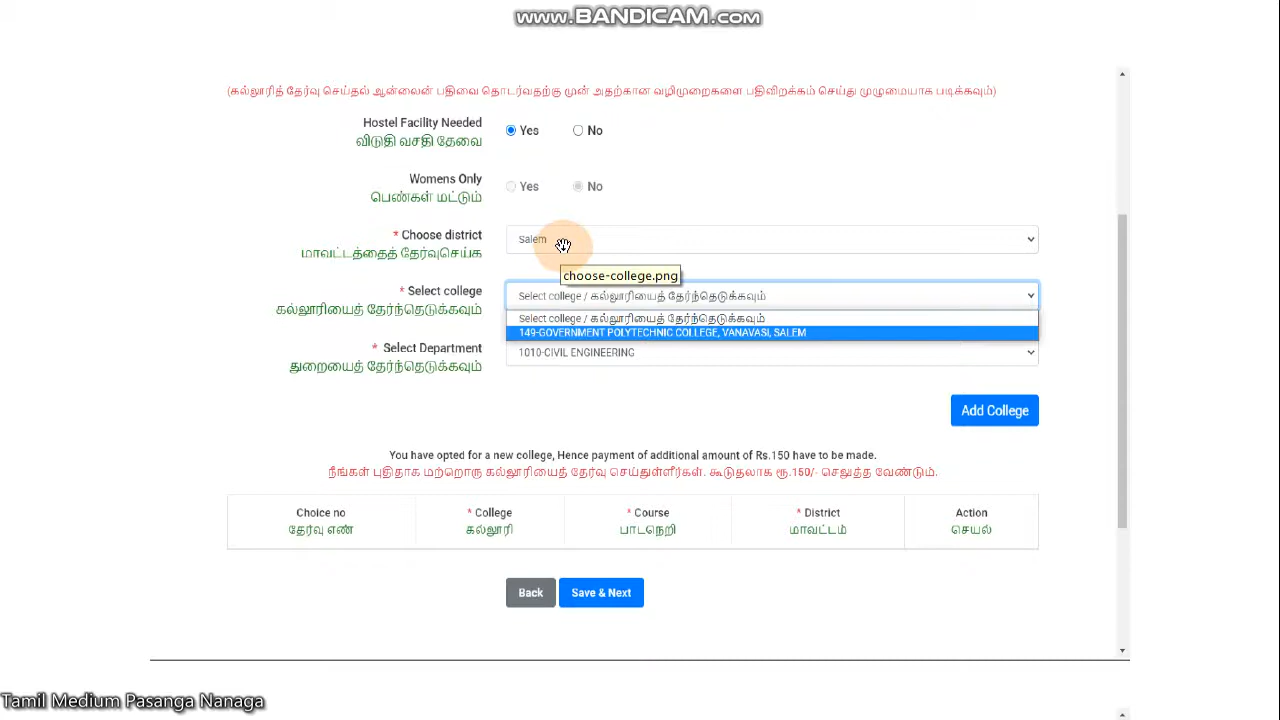 www.BANDICAM.com
(கல்லூரித் தேர்வு செய்தல் ஆன்லைன் பதிவை தொடர்வதற்கு முன் அதற்கான வழிமுறைகளை பதிவிறக்கம் செய்து முழுமையாக படிக்கவும்)
Hostel Facility Needed
விடுதி வசதி தேவை
Yes No
Womens Only
பெண்கள் மட்டும்
Yes No
* Choose district
மாவட்டத்தைத் தேர்வுசெய்க
Salem
choose-college.png
* Select college
கல்லூரியைத் தேர்ந்தெடுக்கவும்
Select college / கல்லூரியைத் தேர்ந்தெடுக்கவும்
Select college / கல்லூரியைத் தேர்ந்தெடுக்கவும்
149-GOVERNMENT POLYTECHNIC COLLEGE, VANAVASI, SALEM
* Select Department
துறையைத் தேர்ந்தெடுக்கவும்
1010-CIVIL ENGINEERING
Add College
You have opted for a new college, Hence payment of additional amount of Rs.150 have to be made.
நீங்கள் புதிதாக மற்றொரு கல்லூரியைத் தேர்வு செய்துள்ளீர்கள். கூடுதலாக ரூ.150/- செலுத்த வேண்டும்.
Choice no * College * Course * District Action
தேர்வு எண் கல்லூரி பாடநெறி மாவட்டம் செயல்
Back Save & Next
Tamil Medium Pasanga Nanaga